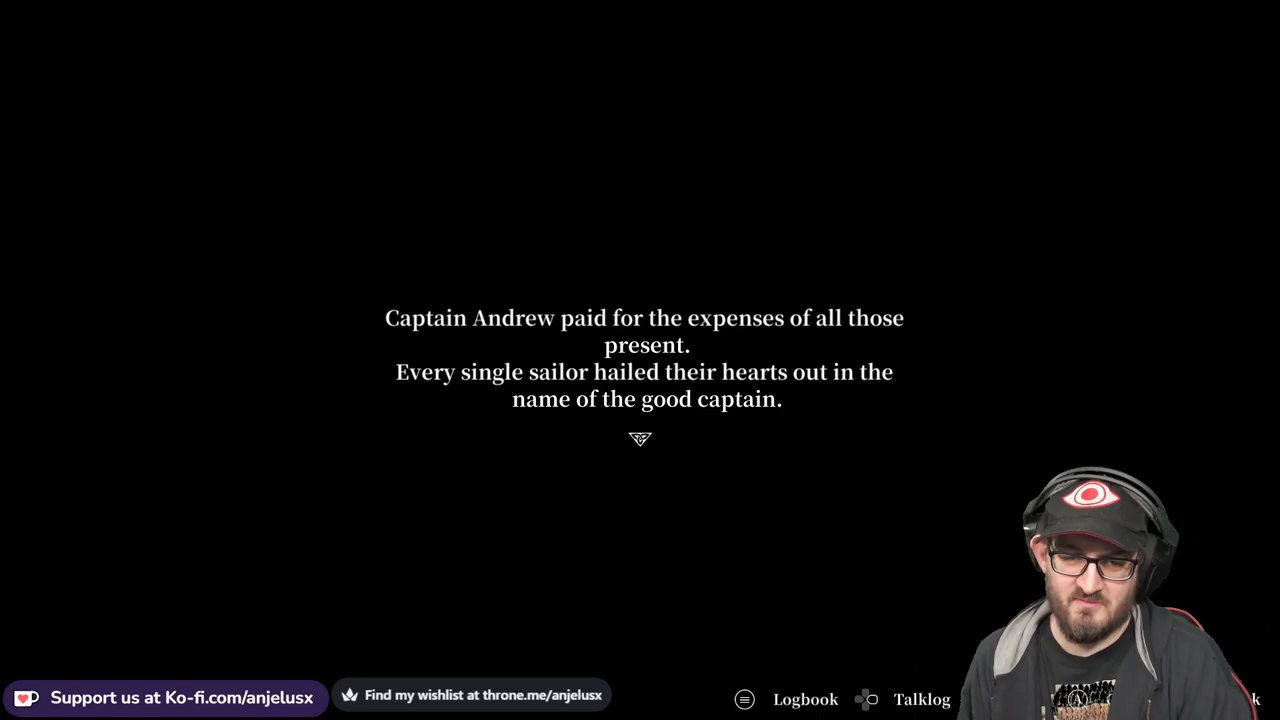 Captain Andrew paid for the expenses of all those
present.
Every single sailor hailed their hearts out in the
name of the good captain.
Support us at Ko-fi.com/anjelusx
Find my wishlist at throne.me/anjelusx
Logbook
Talklog
A